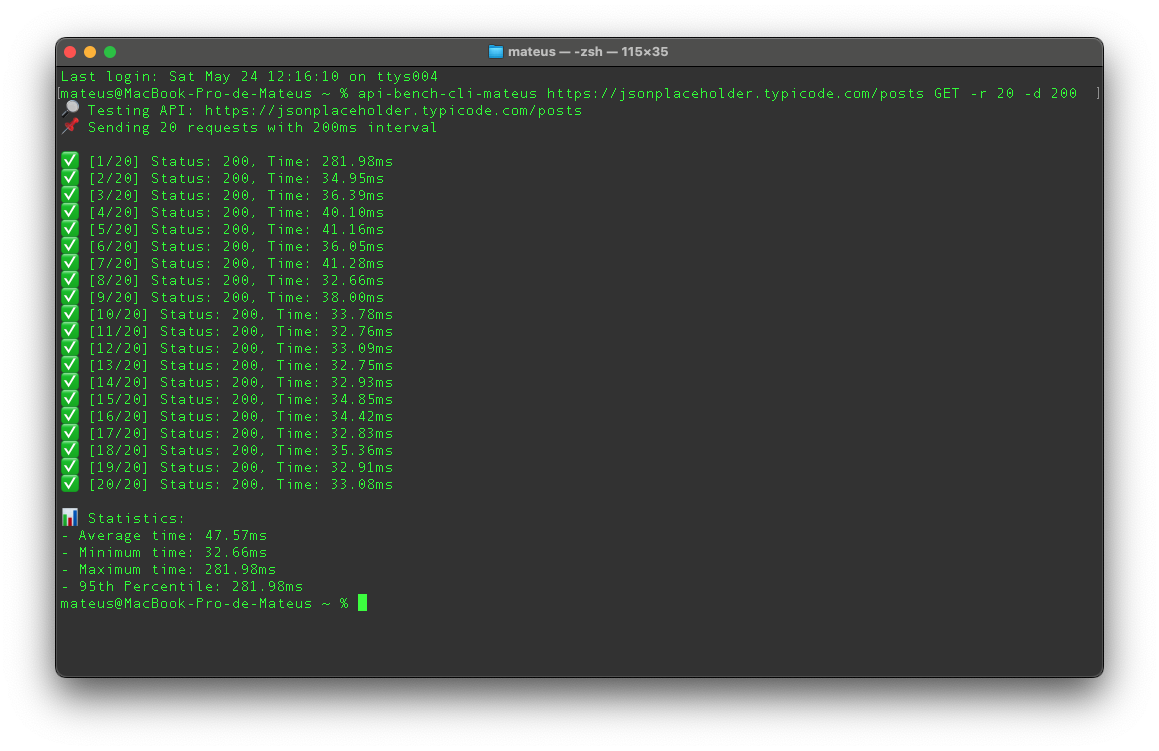 mateus — -zsh — 115×35
Last login: Sat May 24 12:16:10 on ttys004
[mateus@MacBook-Pro-de-Mateus ~ % api-bench-cli-mateus https://jsonplaceholder.typicode.com/posts GET -r 20 -d 200 ]
🔎 Testing API: https://jsonplaceholder.typicode.com/posts
📌 Sending 20 requests with 200ms interval
✅ [1/20] Status: 200, Time: 281.98ms
✅ [2/20] Status: 200, Time: 34.95ms
✅ [3/20] Status: 200, Time: 36.39ms
✅ [4/20] Status: 200, Time: 40.10ms
✅ [5/20] Status: 200, Time: 41.16ms
✅ [6/20] Status: 200, Time: 36.05ms
✅ [7/20] Status: 200, Time: 41.28ms
✅ [8/20] Status: 200, Time: 32.66ms
✅ [9/20] Status: 200, Time: 38.00ms
✅ [10/20] Status: 200, Time: 33.78ms
✅ [11/20] Status: 200, Time: 32.76ms
✅ [12/20] Status: 200, Time: 33.09ms
✅ [13/20] Status: 200, Time: 32.75ms
✅ [14/20] Status: 200, Time: 32.93ms
✅ [15/20] Status: 200, Time: 34.85ms
✅ [16/20] Status: 200, Time: 34.42ms
✅ [17/20] Status: 200, Time: 32.83ms
✅ [18/20] Status: 200, Time: 35.36ms
✅ [19/20] Status: 200, Time: 32.91ms
✅ [20/20] Status: 200, Time: 33.08ms
📊 Statistics:
- Average time: 47.57ms
- Minimum time: 32.66ms
- Maximum time: 281.98ms
- 95th Percentile: 281.98ms
mateus@MacBook-Pro-de-Mateus ~ %